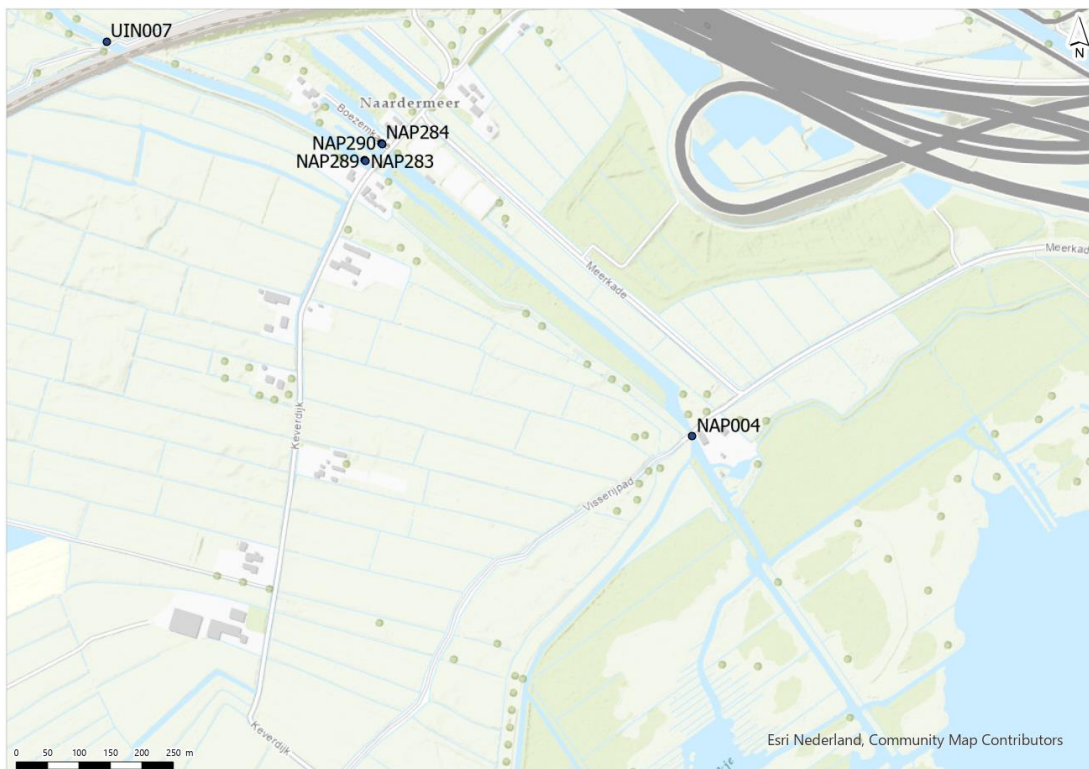 UIN007
N
Naardermeer
Boezemk
NAP284
NAP290
NAP289
NAP283
Meerkade
Meerkad
Keverdijk
NAP004
Visserijpad
Keverdijk
Esri Nederland, Community Map Contributors
0 50 100 150 200 250 m